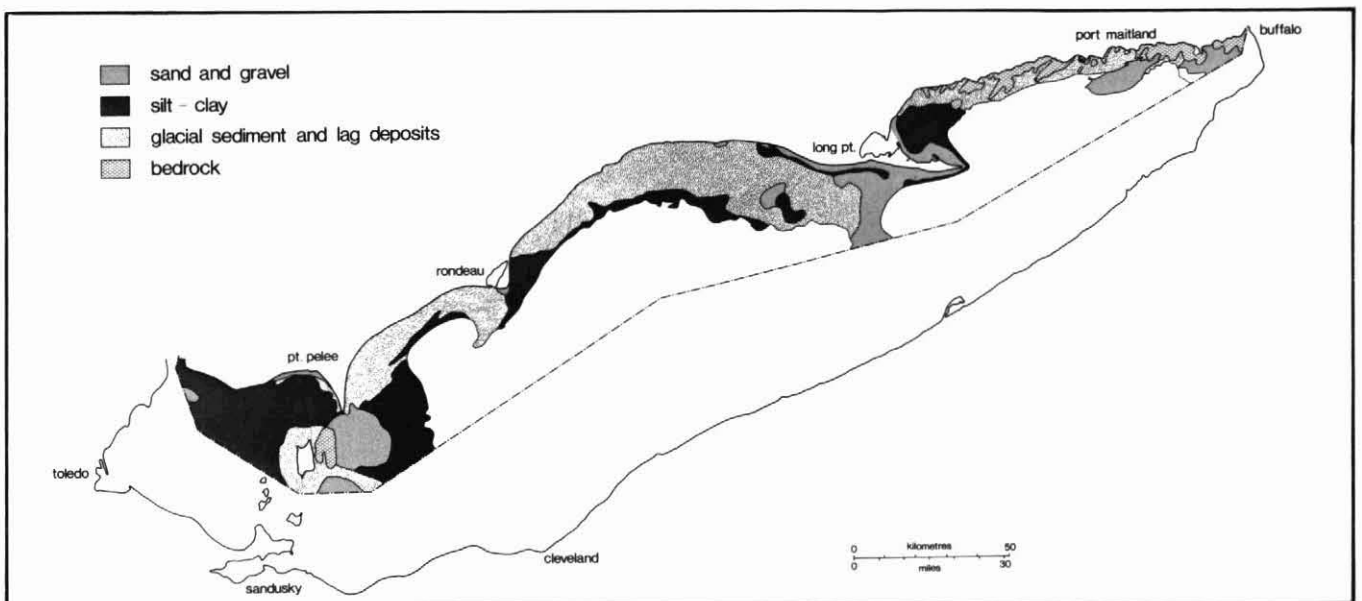 sand and gravel
silt - clay
glacial sediment and lag deposits
bedrock
port maitland
buffalo
long pt.
rondeau
pt. pelee
toledo
sandusky
cleveland
0 kilometres 50
0 miles 30